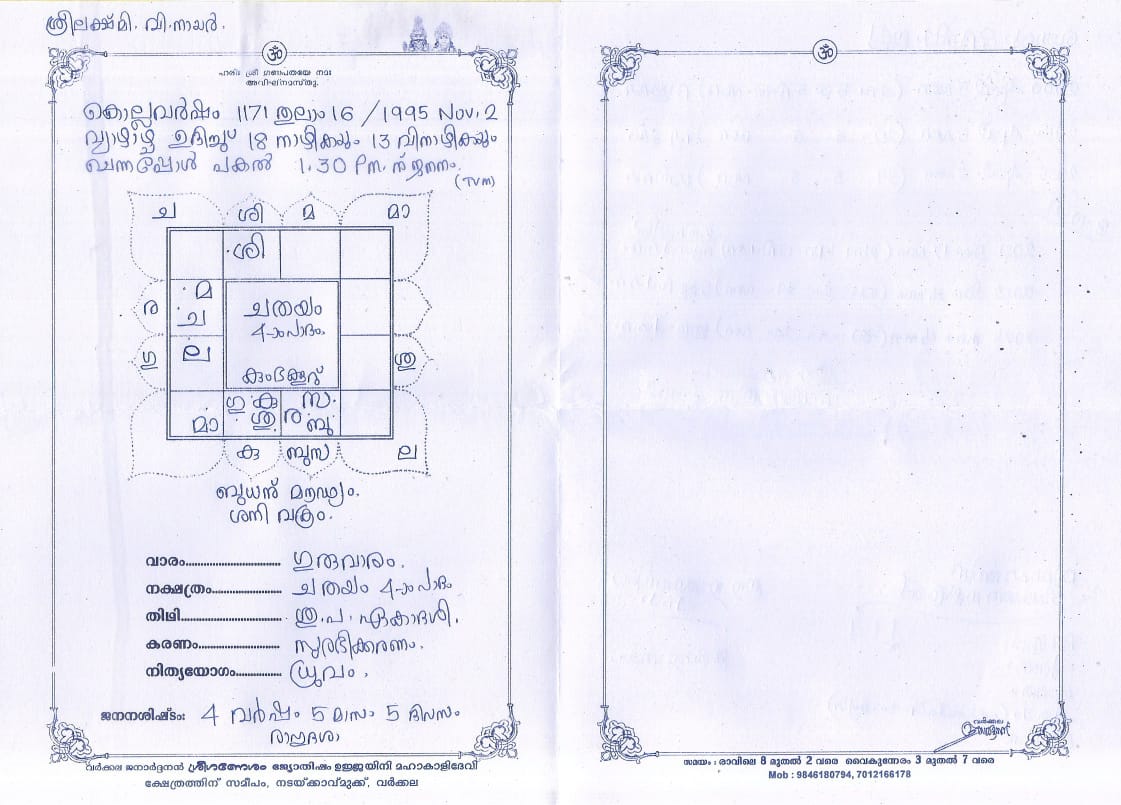 ശ്രീലക്ഷ്മി. വി. നായർ.
ഹരിഃ ശ്രീ ഗണപതയേ നമഃ
അവിഘ്നമസ്തു.
കൊല്ലവർഷം 1171 തുലാം 16 / 1995 Nov. 2
വ്യാഴാഴ്ച ഉദിച്ച് 18 നാഴികയും 13 വിനാഴികയും
ചെന്നപ്പോൾ പകൽ 1.30 Pm. ന് ജനനം.
(TVM)
ച ശി മ മാ
ശി
ര മ
ച
ചതയം
4-ാംപാദം
ഗു ല ശു
കുംഭക്കൂറ്
ഗു കു സ.
മാ ശു ര ബു
കു ബുസ ല
ബുധന് മൗഢ്യം.
ശനി വക്രം.
വാരം ഗുരുവാരം.
നക്ഷത്രം ചതയം 4-ാം പാദം
തിഥി ശു. പ. ഏകാദശി.
കരണം സുരഭിക്കരണം.
നിത്യയോഗം ധ്രുവം.
ജനനശിഷ്ടം: 4 വർഷം 5 മാസം 5 ദിവസം
രാഹുദശാ
വർക്കല ജനാർദ്ദനൻ ശ്രീഗണേശം ജ്യോതിഷം ഉജ്ജയിനി മഹാകാളിദേവീ
ക്ഷേത്രത്തിന് സമീപം, നടയ്ക്കാവ്മുക്ക്, വർക്കല
വർക്കല
സമയം : രാവിലെ 8 മുതൽ 2 വരെ വൈകുന്നേരം 3 മുതൽ 7 വരെ
Mob : 9846180794, 7012166178